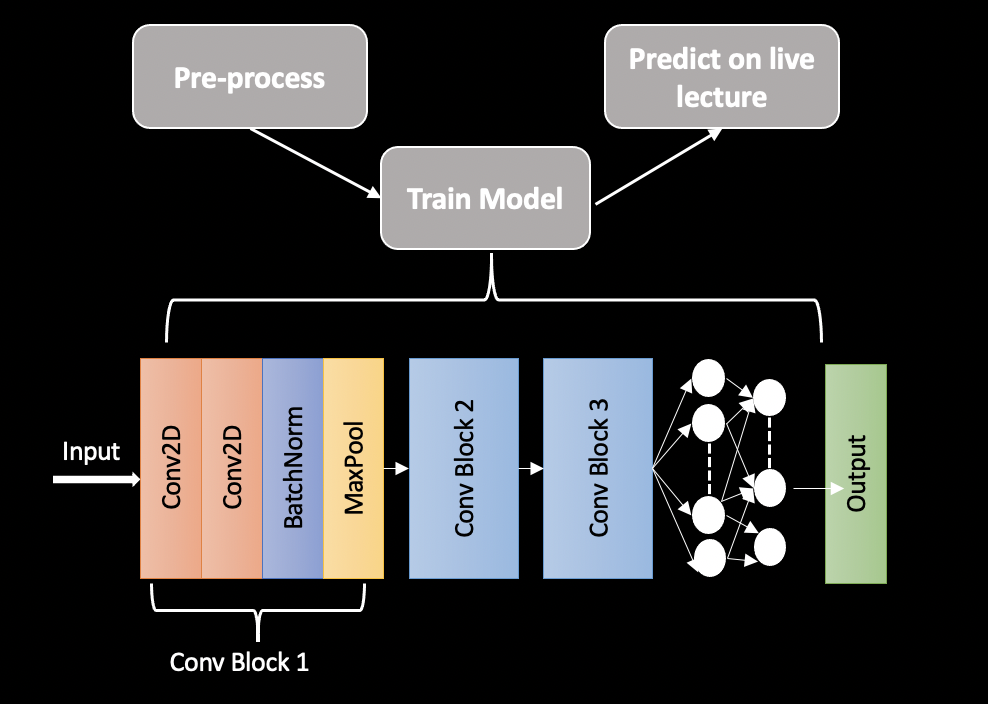 Pre-process
Predict on live
lecture
Train Model
Input
Conv2D
Conv2D
BatchNorm
MaxPool
Conv Block 2
Conv Block 3
Output
Conv Block 1